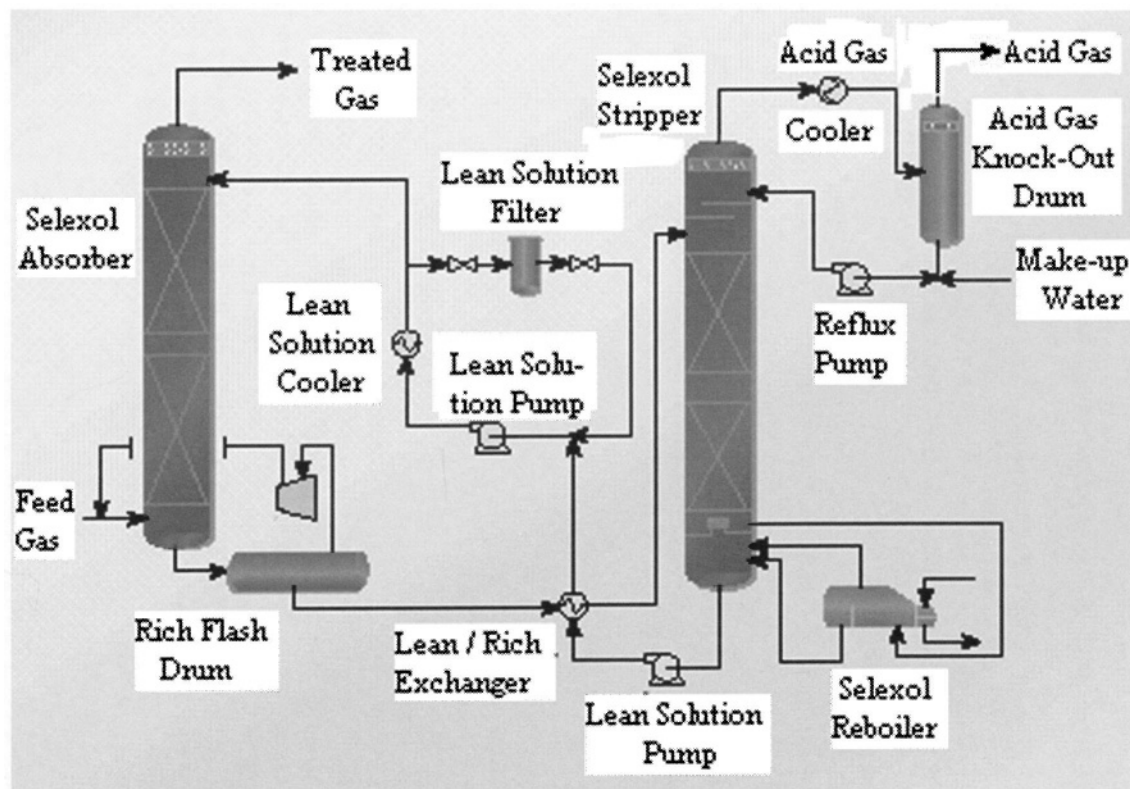 Treated
Gas
Selexol
Absorber
Feed
Gas
Rich Flash
Drum
Lean
Solution
Cooler
Lean Solution
Filter
Lean Solu-
tion Pump
Lean / Rich
Exchanger
Selexol
Stripper
Lean Solution
Pump
Acid Gas
Cooler
Acid Gas
Acid Gas
Knock-Out
Drum
Make-up
Water
Reflux
Pump
Selexol
Reboiler